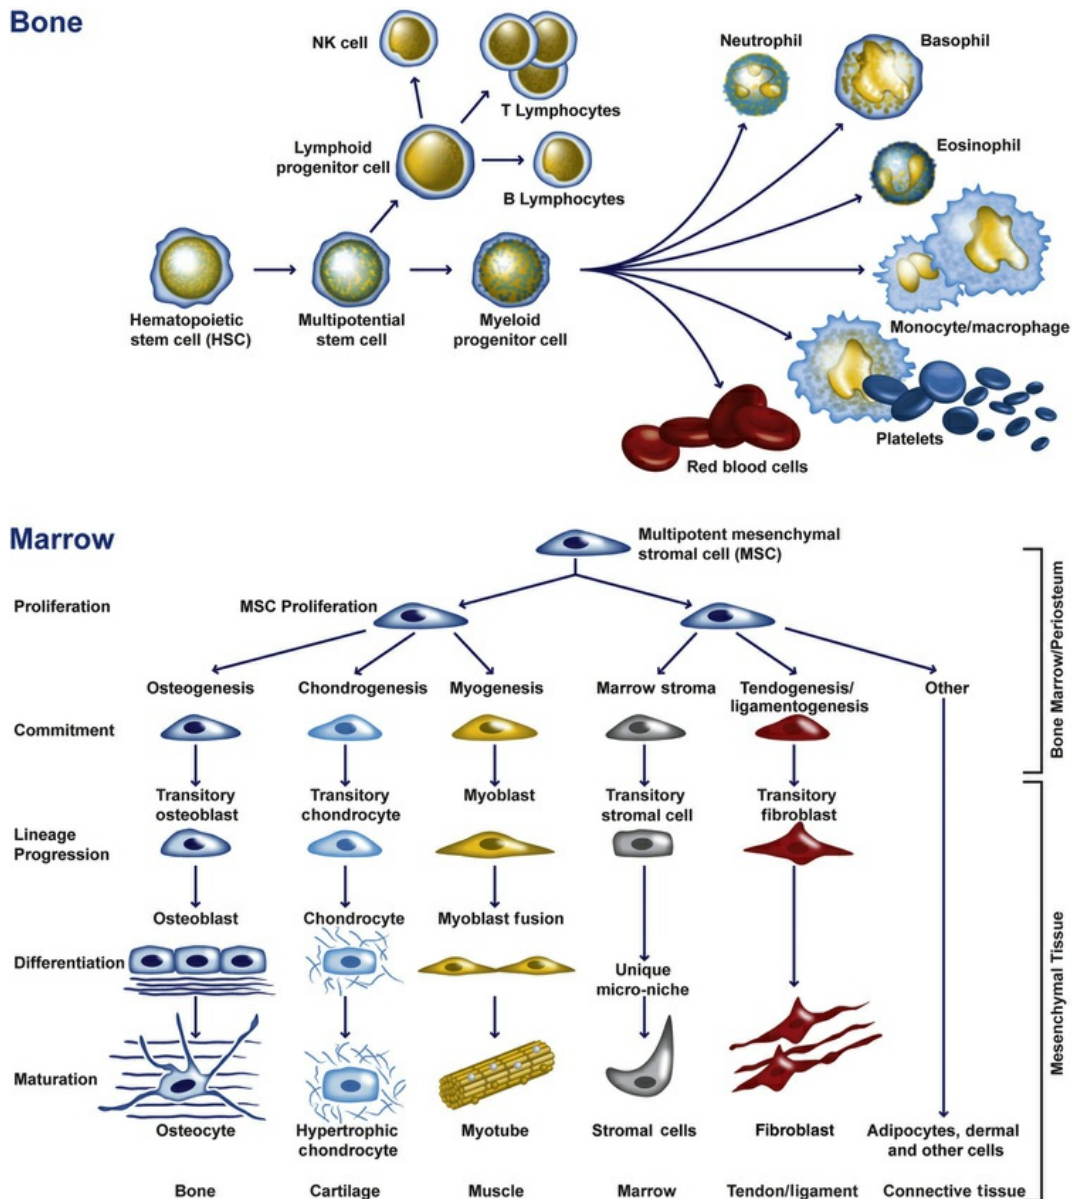 Bone
NK cell
T Lymphocytes
Lymphoid
progenitor cell
B Lymphocytes
Neutrophil
Basophil
Eosinophil
Monocyte/macrophage
Platelets
Red blood cells
Hematopoietic
stem cell (HSC)
Multipotential
stem cell
Myeloid
progenitor cell
Marrow
Multipotent mesenchymal
stromal cell (MSC)
Proliferation
MSC Proliferation
Osteogenesis
Chondrogenesis
Myogenesis
Marrow stroma
Tendogenesis/
ligamentogenesis
Other
Commitment
Transitory
osteoblast
Transitory
chondrocyte
Myoblast
Transitory
stromal cell
Transitory
fibroblast
Lineage
Progression
Osteoblast
Chondrocyte
Myoblast fusion
Unique
micro-niche
Differentiation
Maturation
Osteocyte
Hypertrophic
chondrocyte
Myotube
Stromal cells
Fibroblast
Adipocytes, dermal
and other cells
Bone
Cartilage
Muscle
Marrow
Tendon/ligament
Connective tissue
Bone Marrow/Periosteum
Mesenchymal Tissue